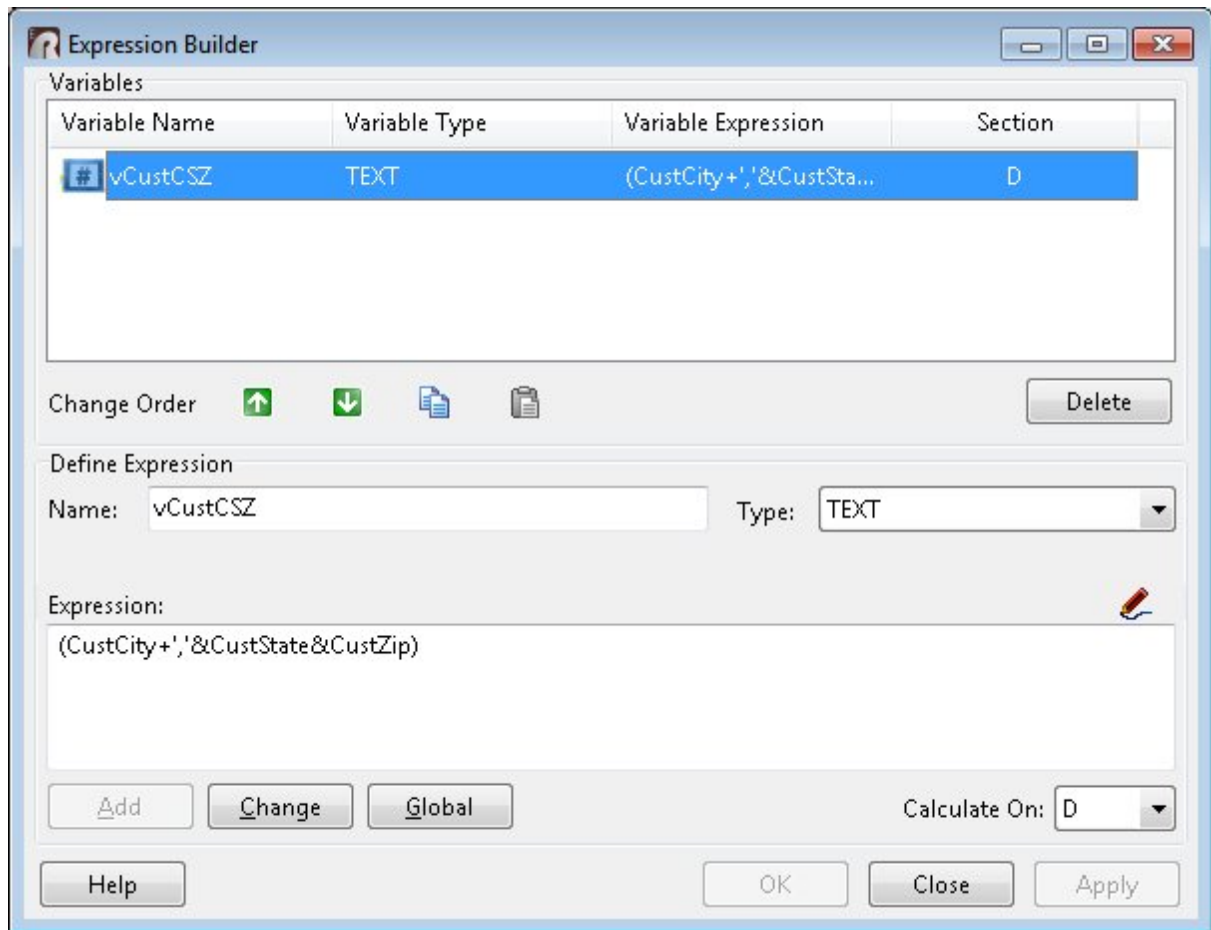 Expression Builder
Variables
Variable Name Variable Type Variable Expression Section
# vCustCSZ TEXT (CustCity+','&CustSta... D
Change Order Delete
Define Expression
Name: vCustCSZ Type: TEXT
Expression:
(CustCity+','&CustState&CustZip)
Add Change Global Calculate On: D
Help OK Close Apply